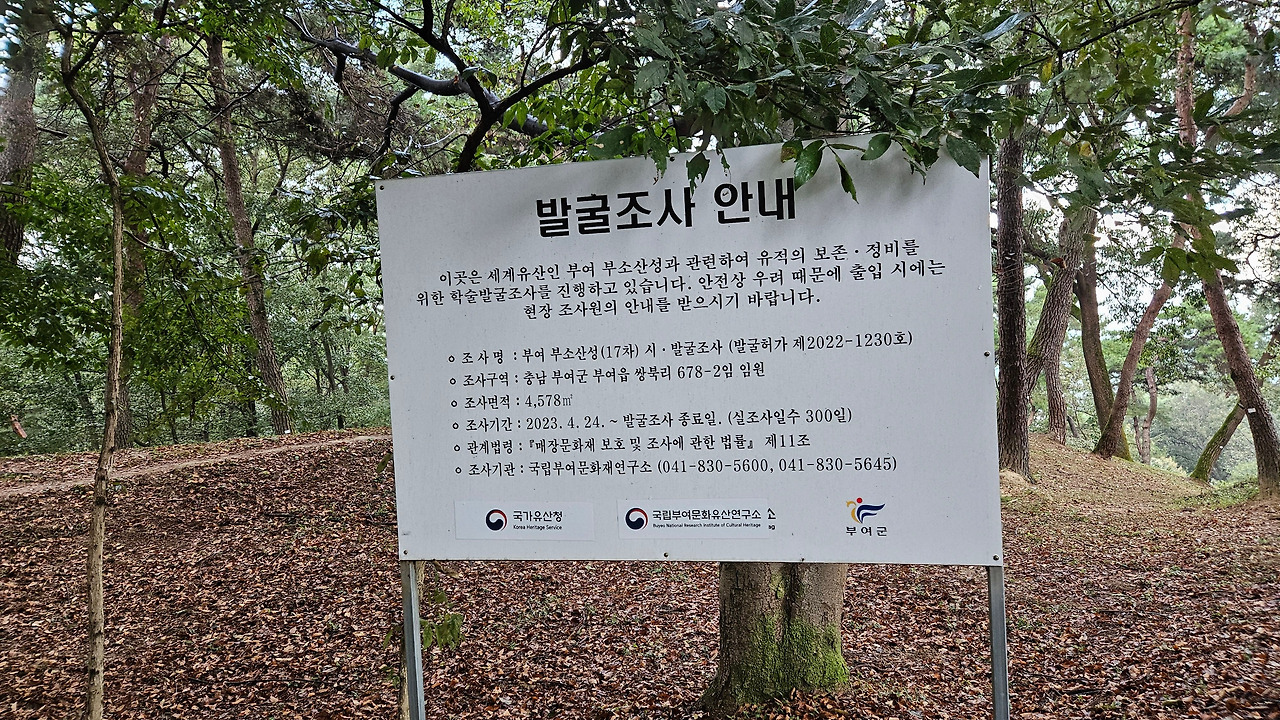 발굴조사 안내
이곳은 세계유산인 부여 부소산성과 관련하여 유적의 보존 · 정비를
위한 학술발굴조사를 진행하고 있습니다. 안전상 우려 때문에 출입 시에는
현장 조사원의 안내를 받으시기 바랍니다.
조 사 명 : 부여 부소산성(17차) 시 · 발굴조사 (발굴허가 제2022-1230호)
조사구역 : 충남 부여군 부여읍 쌍북리 678-2임 임원
조사면적 : 4,578㎡
조사기간 : 2023. 4. 24. ~ 발굴조사 종료일. (실조사일수 300일)
관계법령 : 『매장문화재 보호 및 조사에 관한 법률』 제11조
조사기관 : 국립부여문화재연구소 (041-830-5600, 041-830-5645)
국가유산청
Korea Heritage Service
국립부여문화유산연구소
Buyeo National Research Institute of Cultural Heritage
부여군